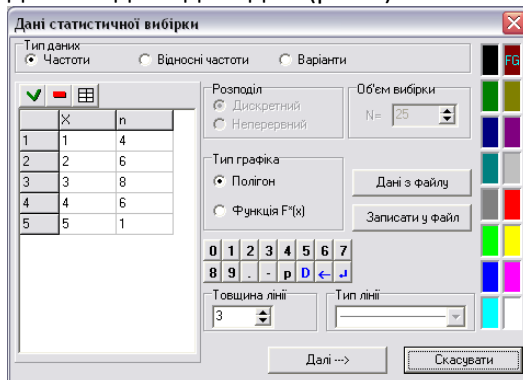 Дані статистичної вибірки
Тип даних
Частоти Відносні частоти Варіанти
FG
Розподіл
Дискретний
Неперервний
Об'єм вибірки
N= 25
X n
1 1 4
2 2 6
3 3 8
4 4 6
5 5 1
Тип графіка
Полігон
Функція F*(x)
Дані з файлу
Записати у файл
0 1 2 3 4 5 6 7
8 9 . - p D ← ↲
Товщина лінії
3
Тип лінії
Далі --->
Скасувати